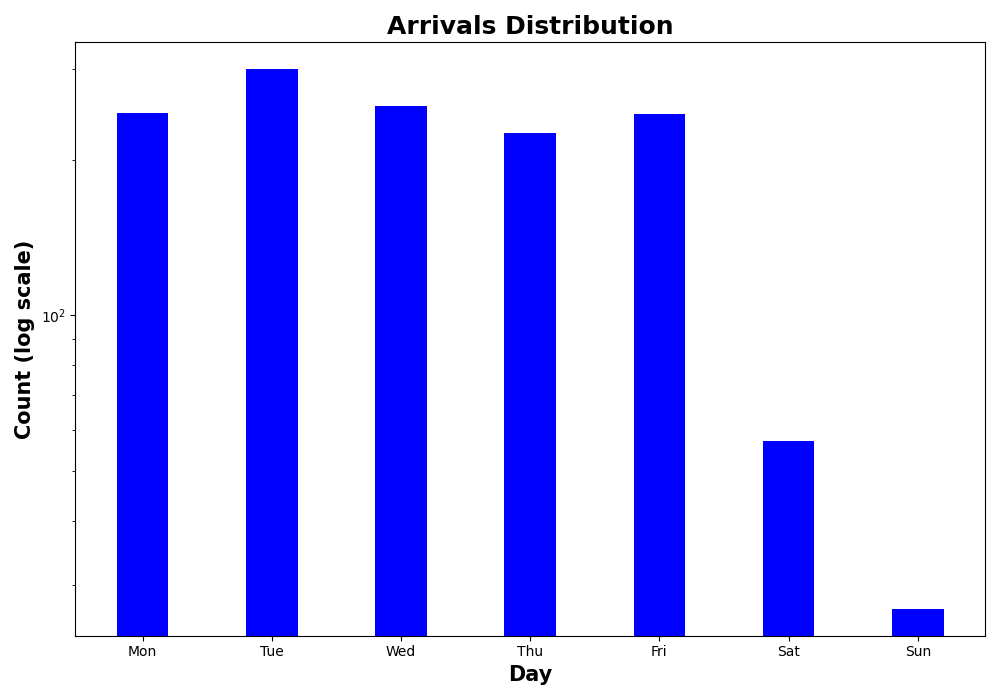 Arrivals Distribution
Count (log scale)
10²
Mon Tue Wed Thu Fri Sat Sun
Day